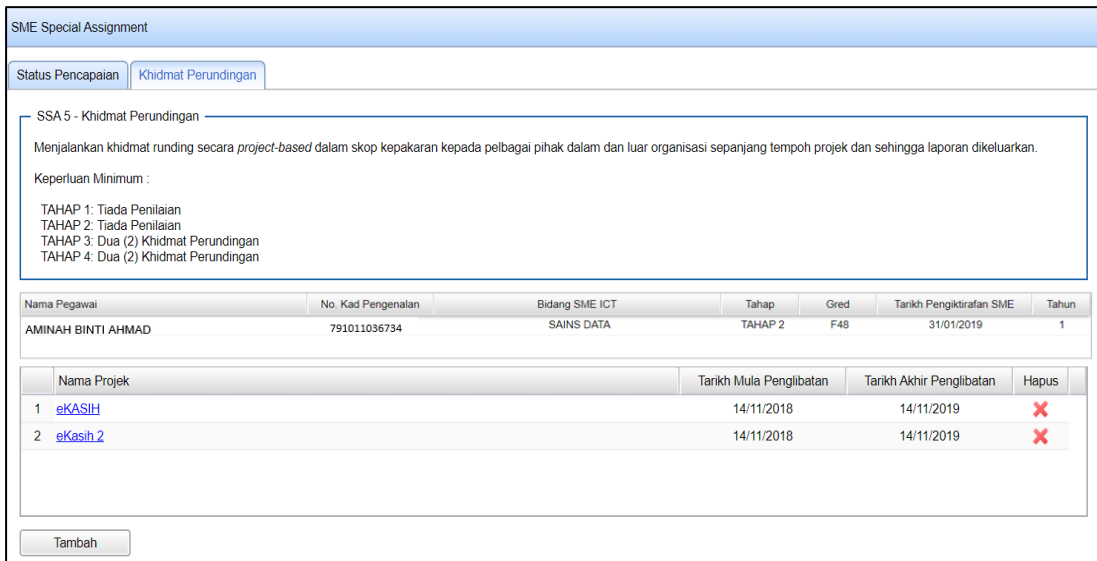 SME Special Assignment
Status Pencapaian Khidmat Perundingan
SSA 5 - Khidmat Perundingan
Menjalankan khidmat runding secara project-based dalam skop kepakaran kepada pelbagai pihak dalam dan luar organisasi sepanjang tempoh projek dan sehingga laporan dikeluarkan.
Keperluan Minimum :
TAHAP 1: Tiada Penilaian
TAHAP 2: Tiada Penilaian
TAHAP 3: Dua (2) Khidmat Perundingan
TAHAP 4: Dua (2) Khidmat Perundingan
Nama Pegawai No. Kad Pengenalan Bidang SME ICT Tahap Gred Tarikh Pengiktirafan SME Tahun
AMINAH BINTI AHMAD 791011036734 SAINS DATA TAHAP 2 F48 31/01/2019 1
Nama Projek Tarikh Mula Penglibatan Tarikh Akhir Penglibatan Hapus
1 eKASIH 14/11/2018 14/11/2019
2 eKasih 2 14/11/2018 14/11/2019
Tambah